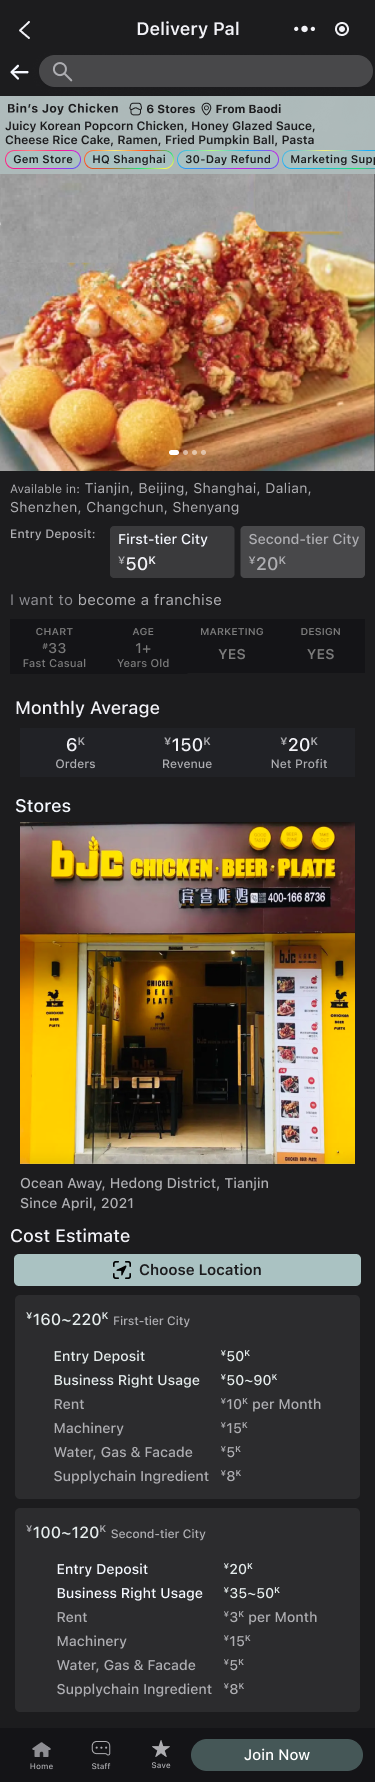 Delivery Pal
Bin's Joy Chicken 6 Stores From Baodi
Juicy Korean Popcorn Chicken, Honey Glazed Sauce,
Cheese Rice Cake, Ramen, Fried Pumpkin Ball, Pasta
Gem Store HQ Shanghai 30-Day Refund Marketing Supp
Available in: Tianjin, Beijing, Shanghai, Dalian,
Shenzhen, Changchun, Shenyang
Entry Deposit: First-tier City Second-tier City
¥50K ¥20K
I want to become a franchise
CHART AGE MARKETING DESIGN
#33 1+ YES YES
Fast Casual Years Old
Monthly Average
6K ¥150K ¥20K
Orders Revenue Net Profit
Stores
bjc CHICKEN·BEER·PLATE
宾喜炸鸡 400-166 8736
bjc
CHICKEN
BEER
PLATE
CHICKEN BEER PLATE
Ocean Away, Hedong District, Tianjin
Since April, 2021
Cost Estimate
Choose Location
¥160~220K First-tier City
Entry Deposit ¥50K
Business Right Usage ¥50~90K
Rent ¥10K per Month
Machinery ¥15K
Water, Gas & Facade ¥5K
Supplychain Ingredient ¥8K
¥100~120K Second-tier City
Entry Deposit ¥20K
Business Right Usage ¥35~50K
Rent ¥3K per Month
Machinery ¥15K
Water, Gas & Facade ¥5K
Supplychain Ingredient ¥8K
Home Staff Save Join Now